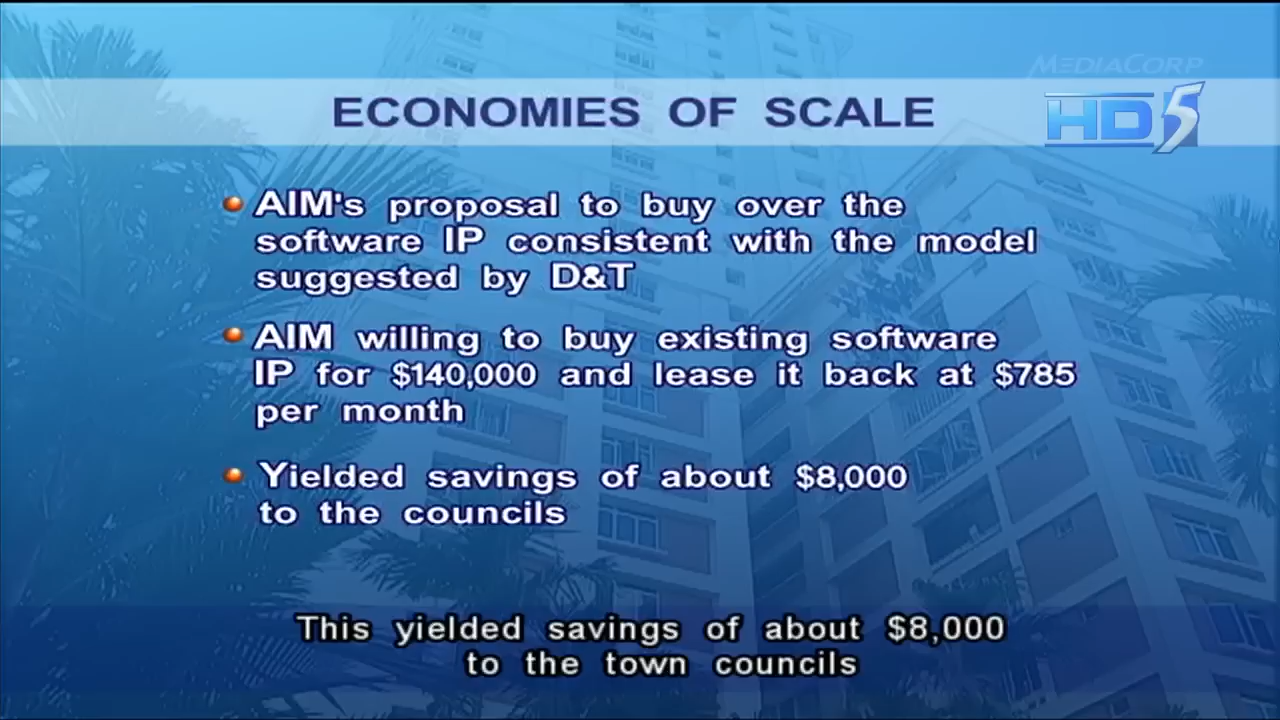 MEDIACORP
HD5
ECONOMIES OF SCALE
AIM's proposal to buy over the
software IP consistent with the model
suggested by D&T
AIM willing to buy existing software
IP for $140,000 and lease it back at $785
per month
Yielded savings of about $8,000
to the councils
This yielded savings of about $8,000
to the town councils